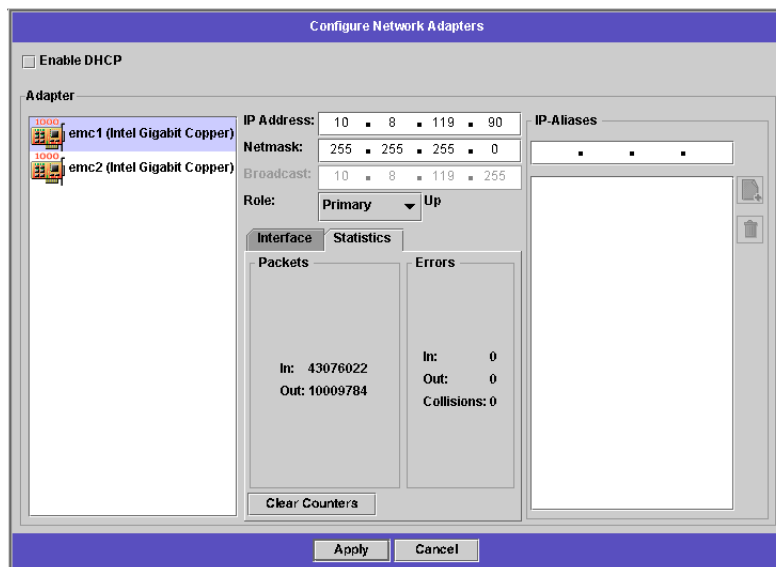 Configure Network Adapters
Enable DHCP
Adapter
1000
emc1 (Intel Gigabit Copper)
1000
emc2 (Intel Gigabit Copper)
IP Address: 10 . 8 . 119 . 90
Netmask: 255 . 255 . 255 . 0
Broadcast: 10 . 8 . 119 . 255
Role: Primary Up
Interface Statistics
Packets
In: 43076022
Out: 10009784
Errors
In: 0
Out: 0
Collisions: 0
Clear Counters
IP-Aliases
. . .
Apply Cancel